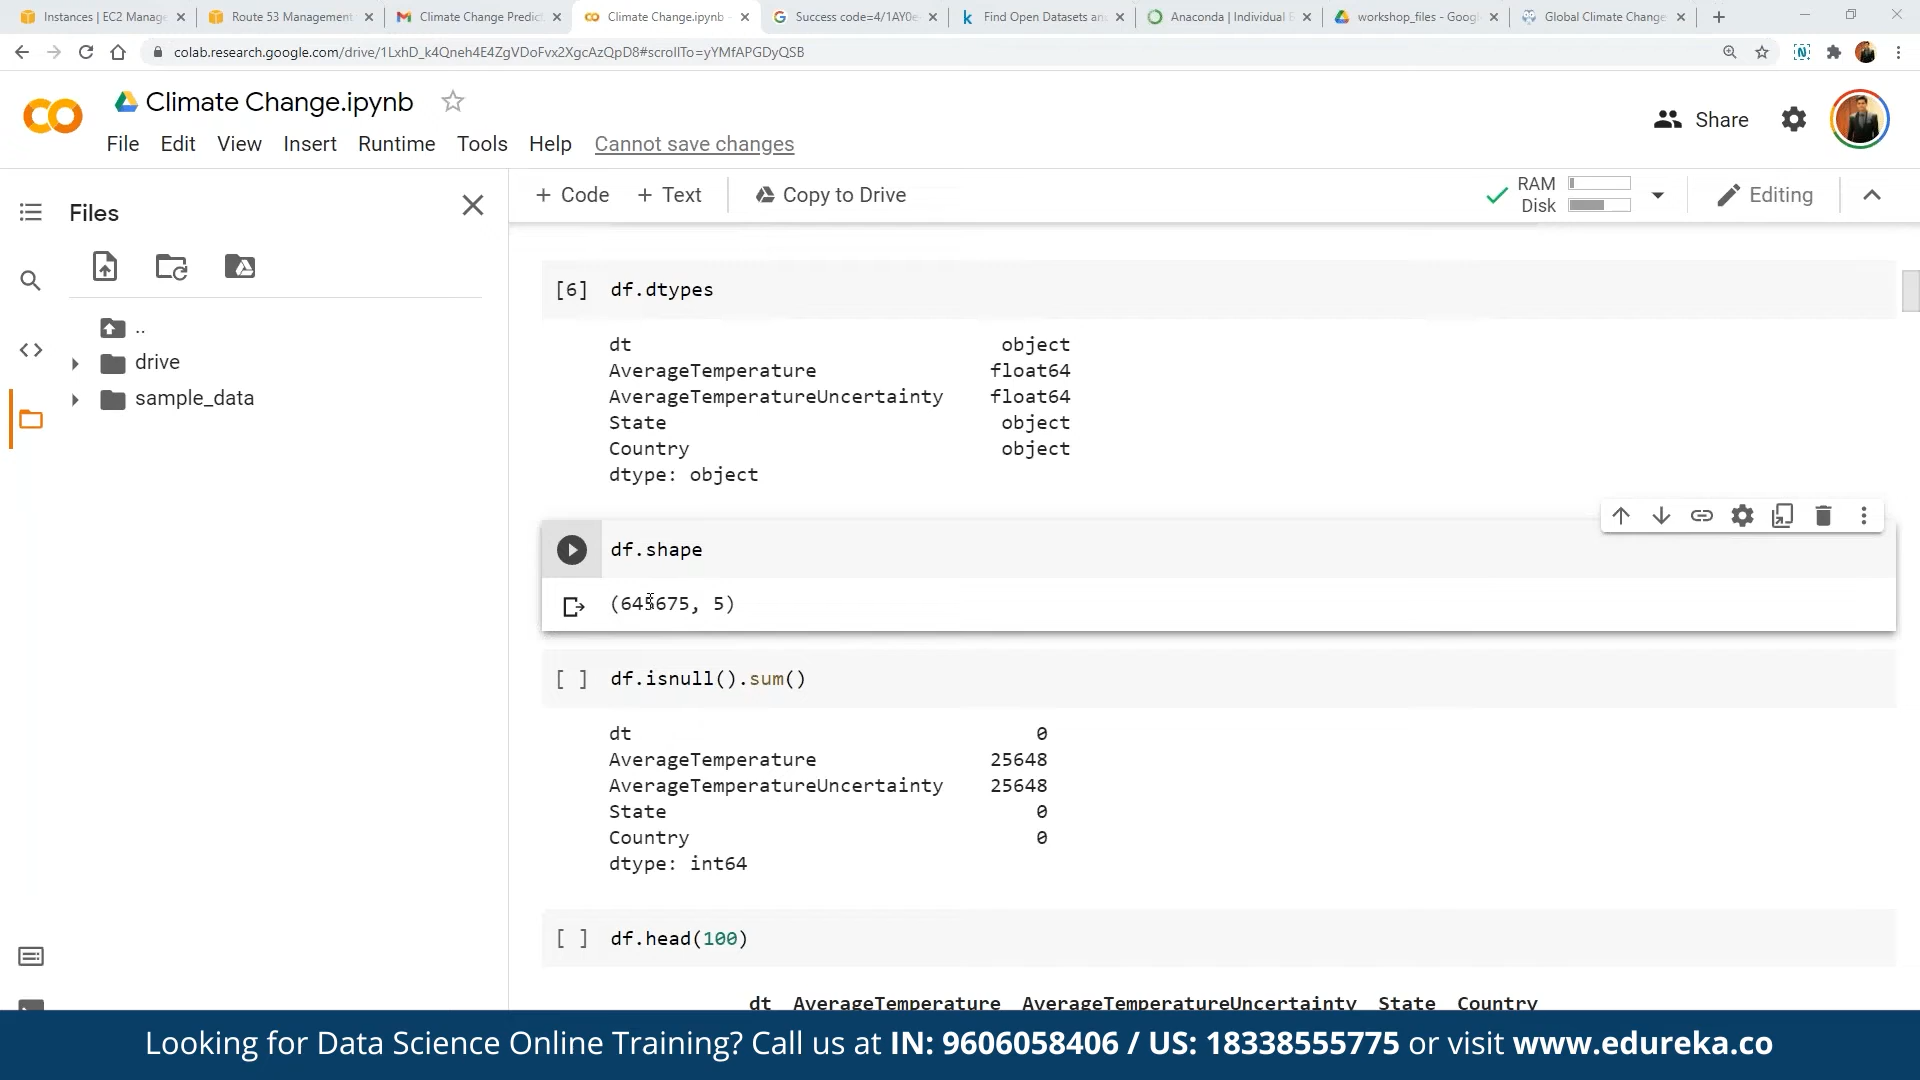 Instances | EC2 Manage
Route 53 Management
Climate Change Predict
Climate Change.ipynb
Success code=4/1AY0e
Find Open Datasets an
Anaconda | Individual E
workshop_files - Googl
Global Climate Change
colab.research.google.com/drive/1LxhD_k4Qneh4E4ZgVDoFvx2XgcAzQpD8#scrollTo=yYMfAPGDyQSB
Climate Change.ipynb
File Edit View Insert Runtime Tools Help Cannot save changes
Share
+ Code + Text Copy to Drive
RAM
Disk
Editing
Files
..
drive
sample_data
[6] df.dtypes
dt object
AverageTemperature float64
AverageTemperatureUncertainty float64
State object
Country object
dtype: object
df.shape
(645675, 5)
[ ] df.isnull().sum()
dt 0
AverageTemperature 25648
AverageTemperatureUncertainty 25648
State 0
Country 0
dtype: int64
[ ] df.head(100)
dt AverageTemperature AverageTemperatureUncertainty State Country
Looking for Data Science Online Training? Call us at IN: 9606058406 / US: 18338555775 or visit www.edureka.co